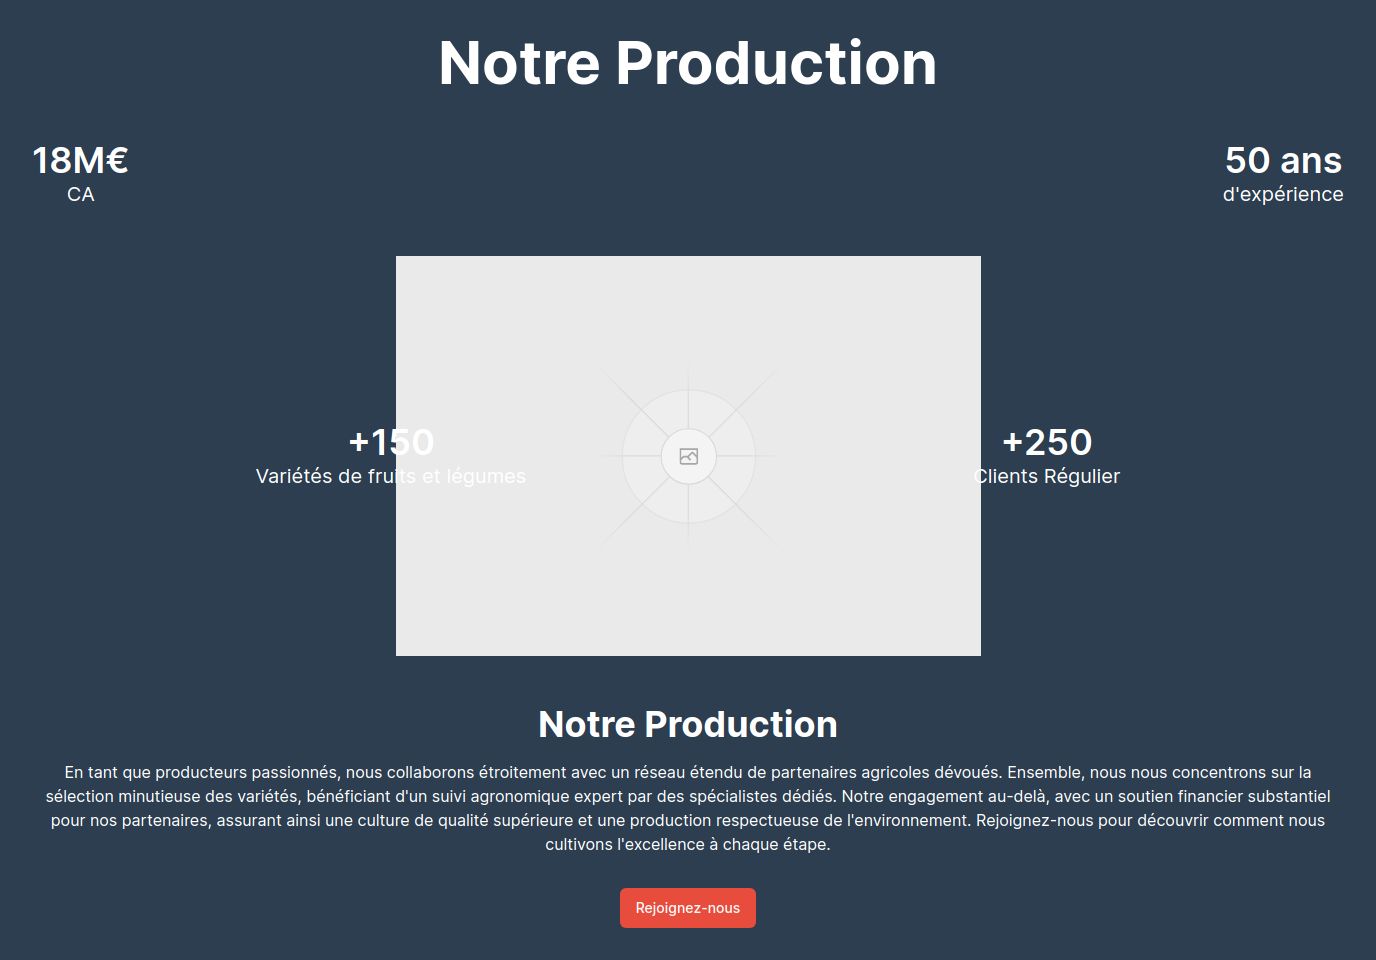 Notre Production
18M€
CA
50 ans
d'expérience
+150
Variétés de fruits et légumes
+250
Clients Régulier
Notre Production
En tant que producteurs passionnés, nous collaborons étroitement avec un réseau étendu de partenaires agricoles dévoués. Ensemble, nous nous concentrons sur la
sélection minutieuse des variétés, bénéficiant d'un suivi agronomique expert par des spécialistes dédiés. Notre engagement au-delà, avec un soutien financier substantiel
pour nos partenaires, assurant ainsi une culture de qualité supérieure et une production respectueuse de l'environnement. Rejoignez-nous pour découvrir comment nous
cultivons l'excellence à chaque étape.
Rejoignez-nous